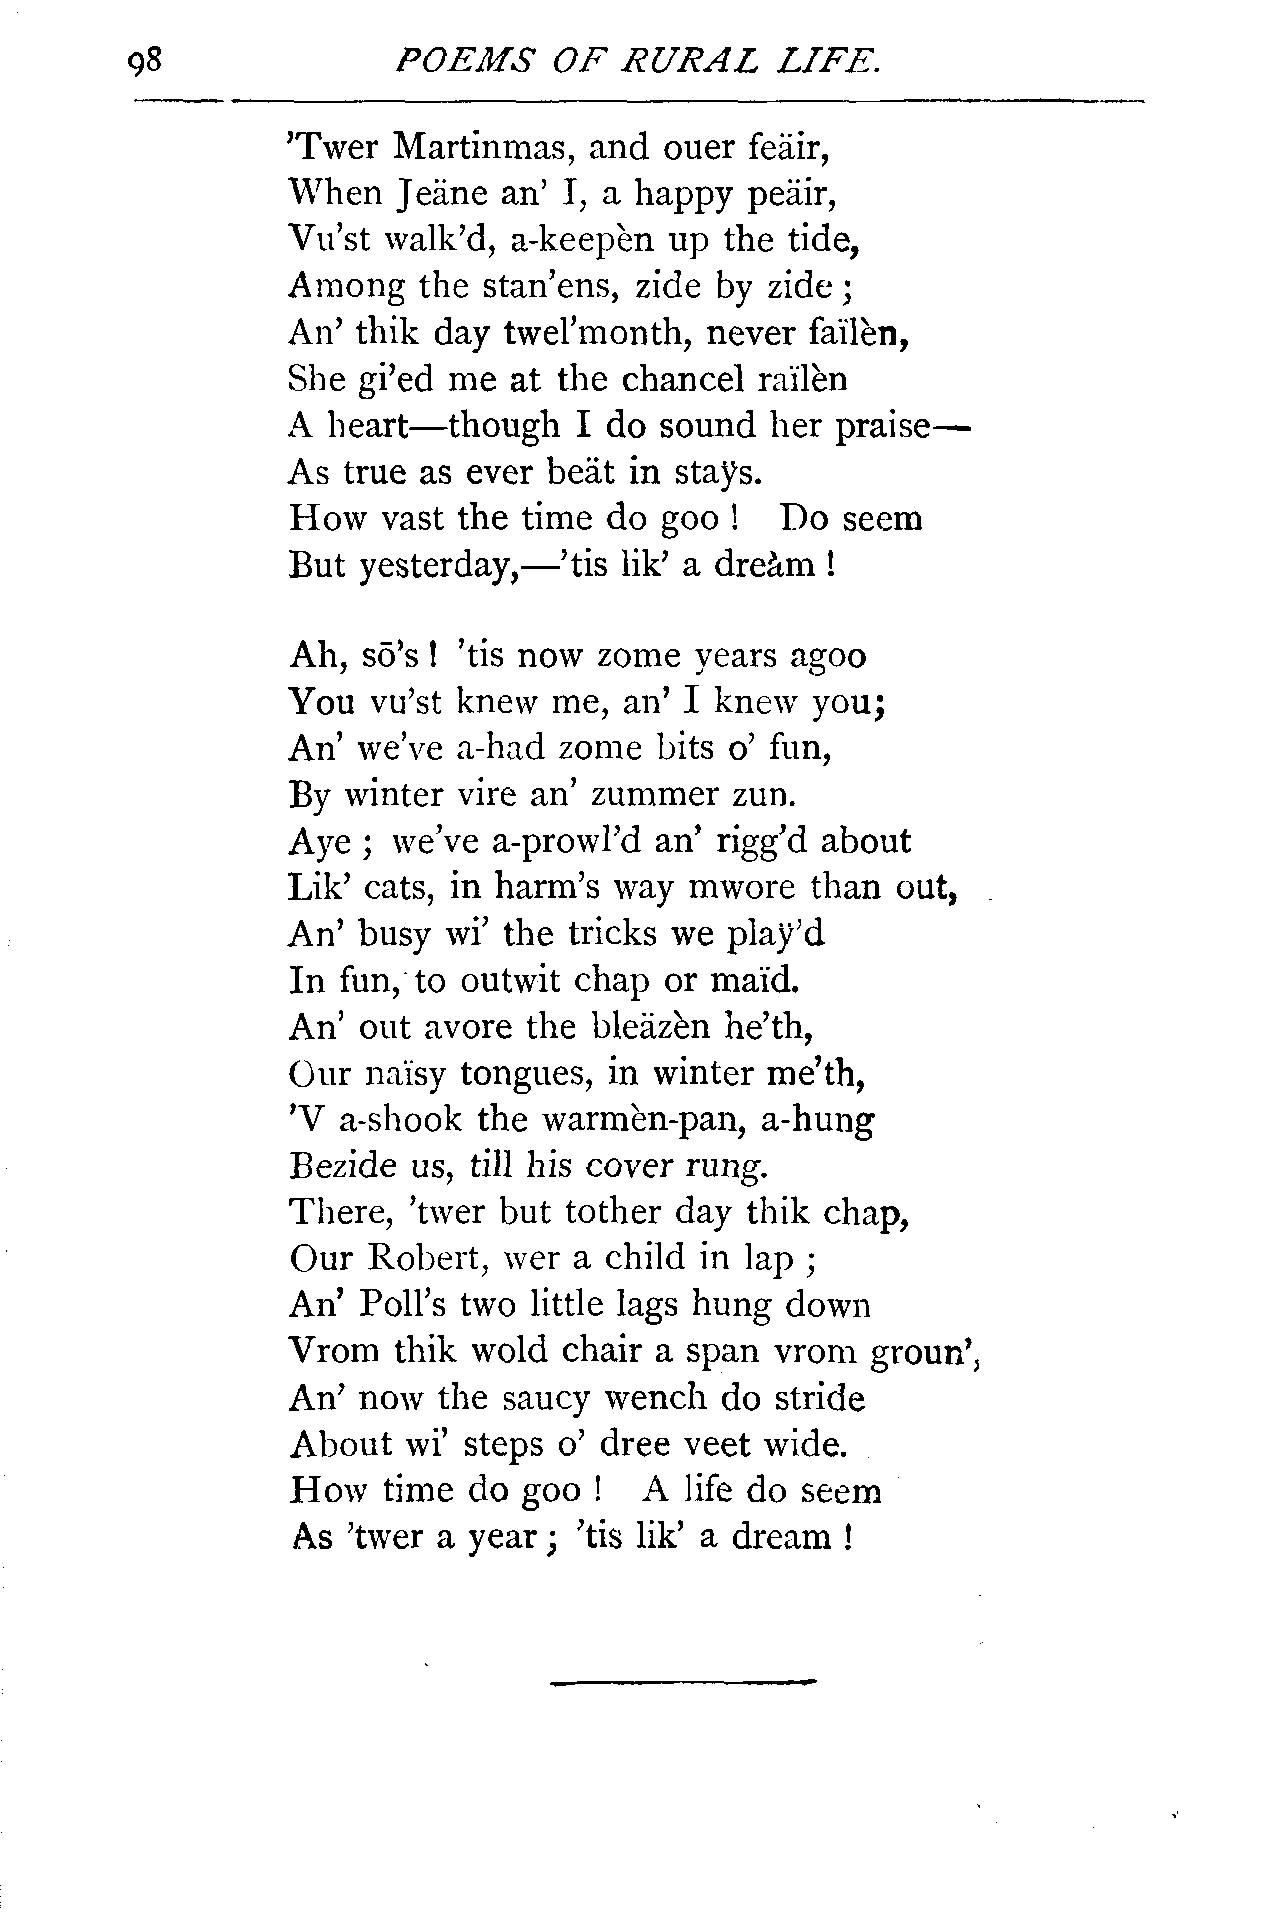 98 POEMS OF RURAL LIFE.
'Twer Martinmas, and ouer feäir,
When Jeäne an' I, a happy peäir,
Vu'st walk'd, a-keepèn up the tide,
Among the stan'ens, zide by zide ;
An' thik day twel'month, never faïlèn,
She gi'ed me at the chancel raïlèn
A heart—though I do sound her praise—
As true as ever beät in staÿs.
How vast the time do goo ! Do seem
But yesterday,—'tis lik' a dreàm !
Ah, sō's ! 'tis now zome years agoo
You vu'st knew me, an' I knew you;
An' we've a-had zome bits o' fun,
By winter vire an' zummer zun.
Aye ; we've a-prowl'd an' rigg'd about
Lik' cats, in harm's way mwore than out,
An' busy wi' the tricks we plaÿ'd
In fun, to outwit chap or maïd.
An' out avore the bleäzèn he'th,
Our naïsy tongues, in winter me'th,
'V a-shook the warmèn-pan, a-hung
Bezide us, till his cover rung.
There, 'twer but tother day thik chap,
Our Robert, wer a child in lap ;
An' Poll's two little lags hung down
Vrom thik wold chair a span vrom groun',
An' now the saucy wench do stride
About wi' steps o' dree veet wide.
How time do goo ! A life do seem
As 'twer a year ; 'tis lik' a dream !